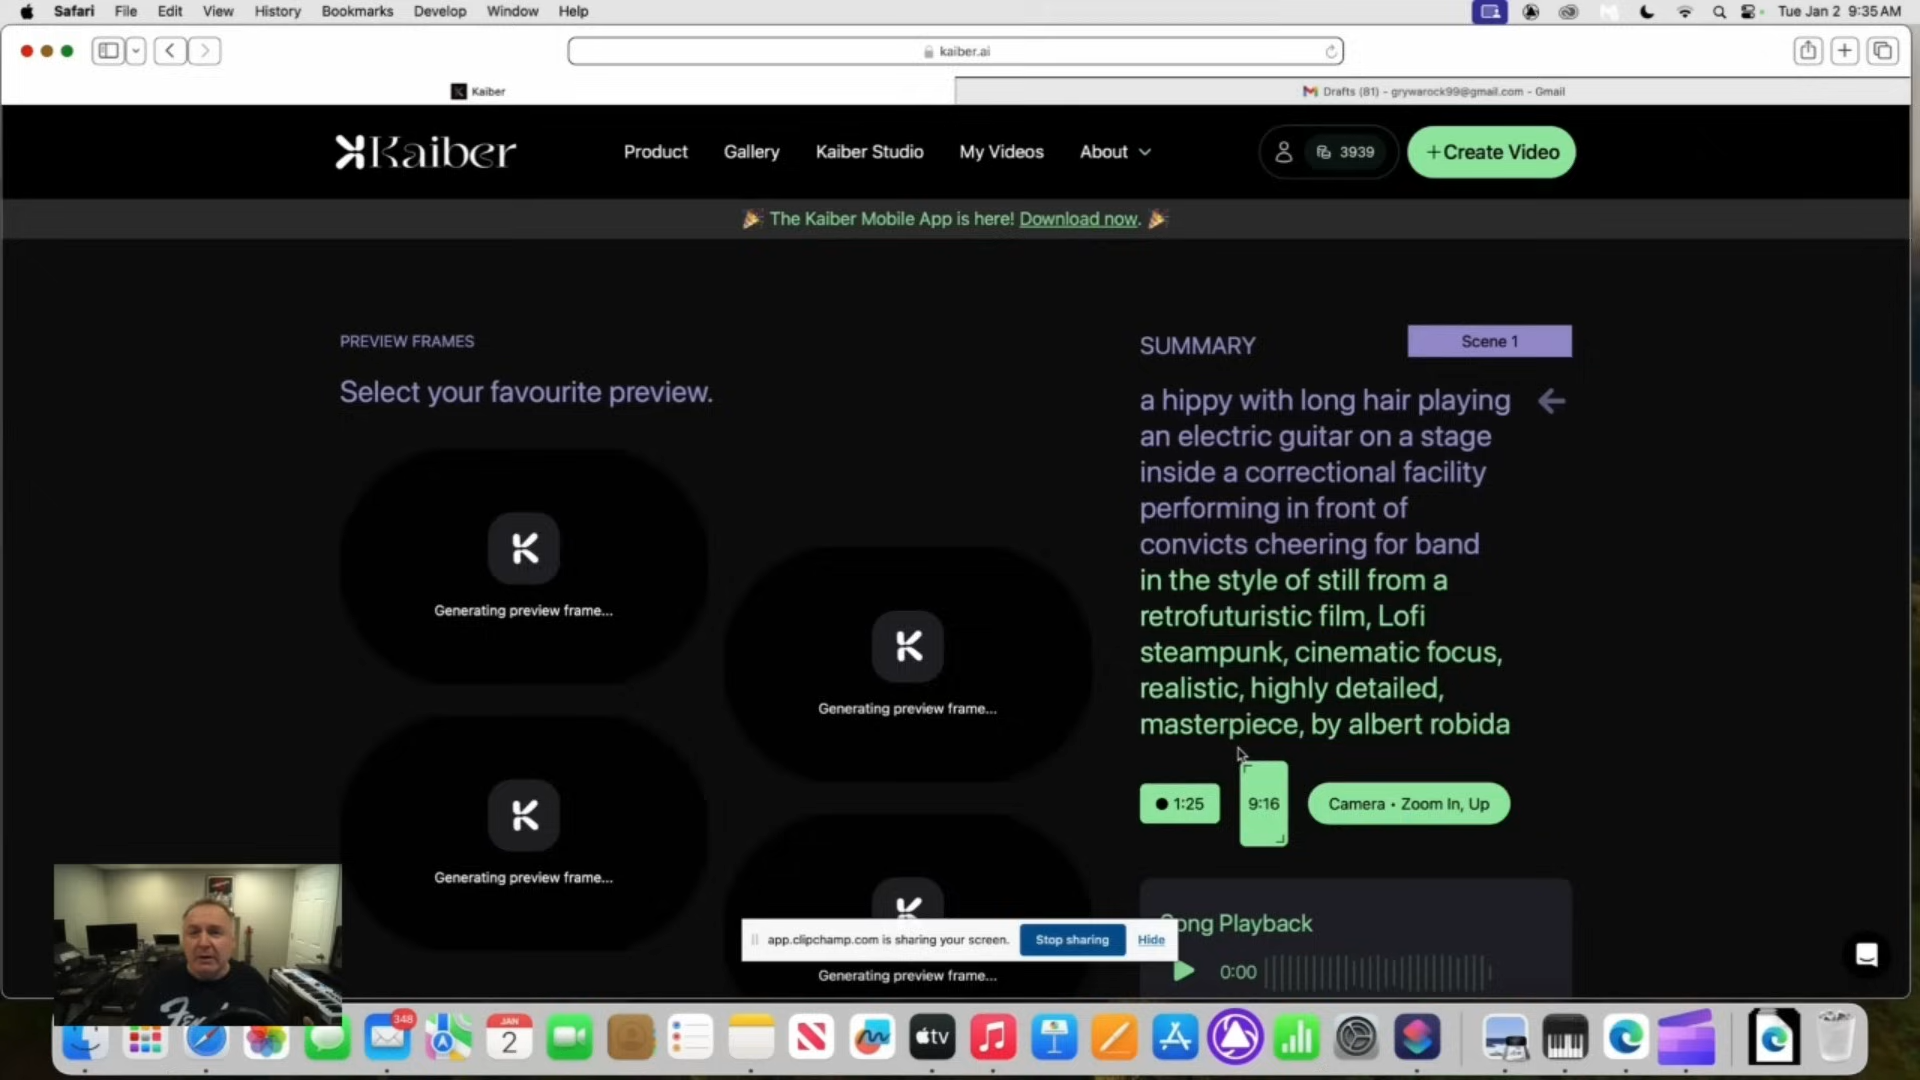 Safari File Edit View History Bookmarks Develop Window Help Tue Jan 2 9:35 AM
kaiber.ai
Kaiber
Drafts (81) - grywarock99@gmail.com - Gmail
Kaiber
Product Gallery Kaiber Studio My Videos About 3939 +Create Video
🎉 The Kaiber Mobile App is here! Download now. 🎉
PREVIEW FRAMES
Select your favourite preview.
Generating preview frame...
Generating preview frame...
Generating preview frame...
Generating preview frame...
SUMMARY
Scene 1
a hippy with long hair playing
an electric guitar on a stage
inside a correctional facility
performing in front of
convicts cheering for band
in the style of still from a
retrofuturistic film, Lofi
steampunk, cinematic focus,
realistic, highly detailed,
masterpiece, by albert robida
1:25
9:16
Camera • Zoom In, Up
Song Playback
0:00
app.clipchamp.com is sharing your screen. Stop sharing Hide
348
JAN
2
tv